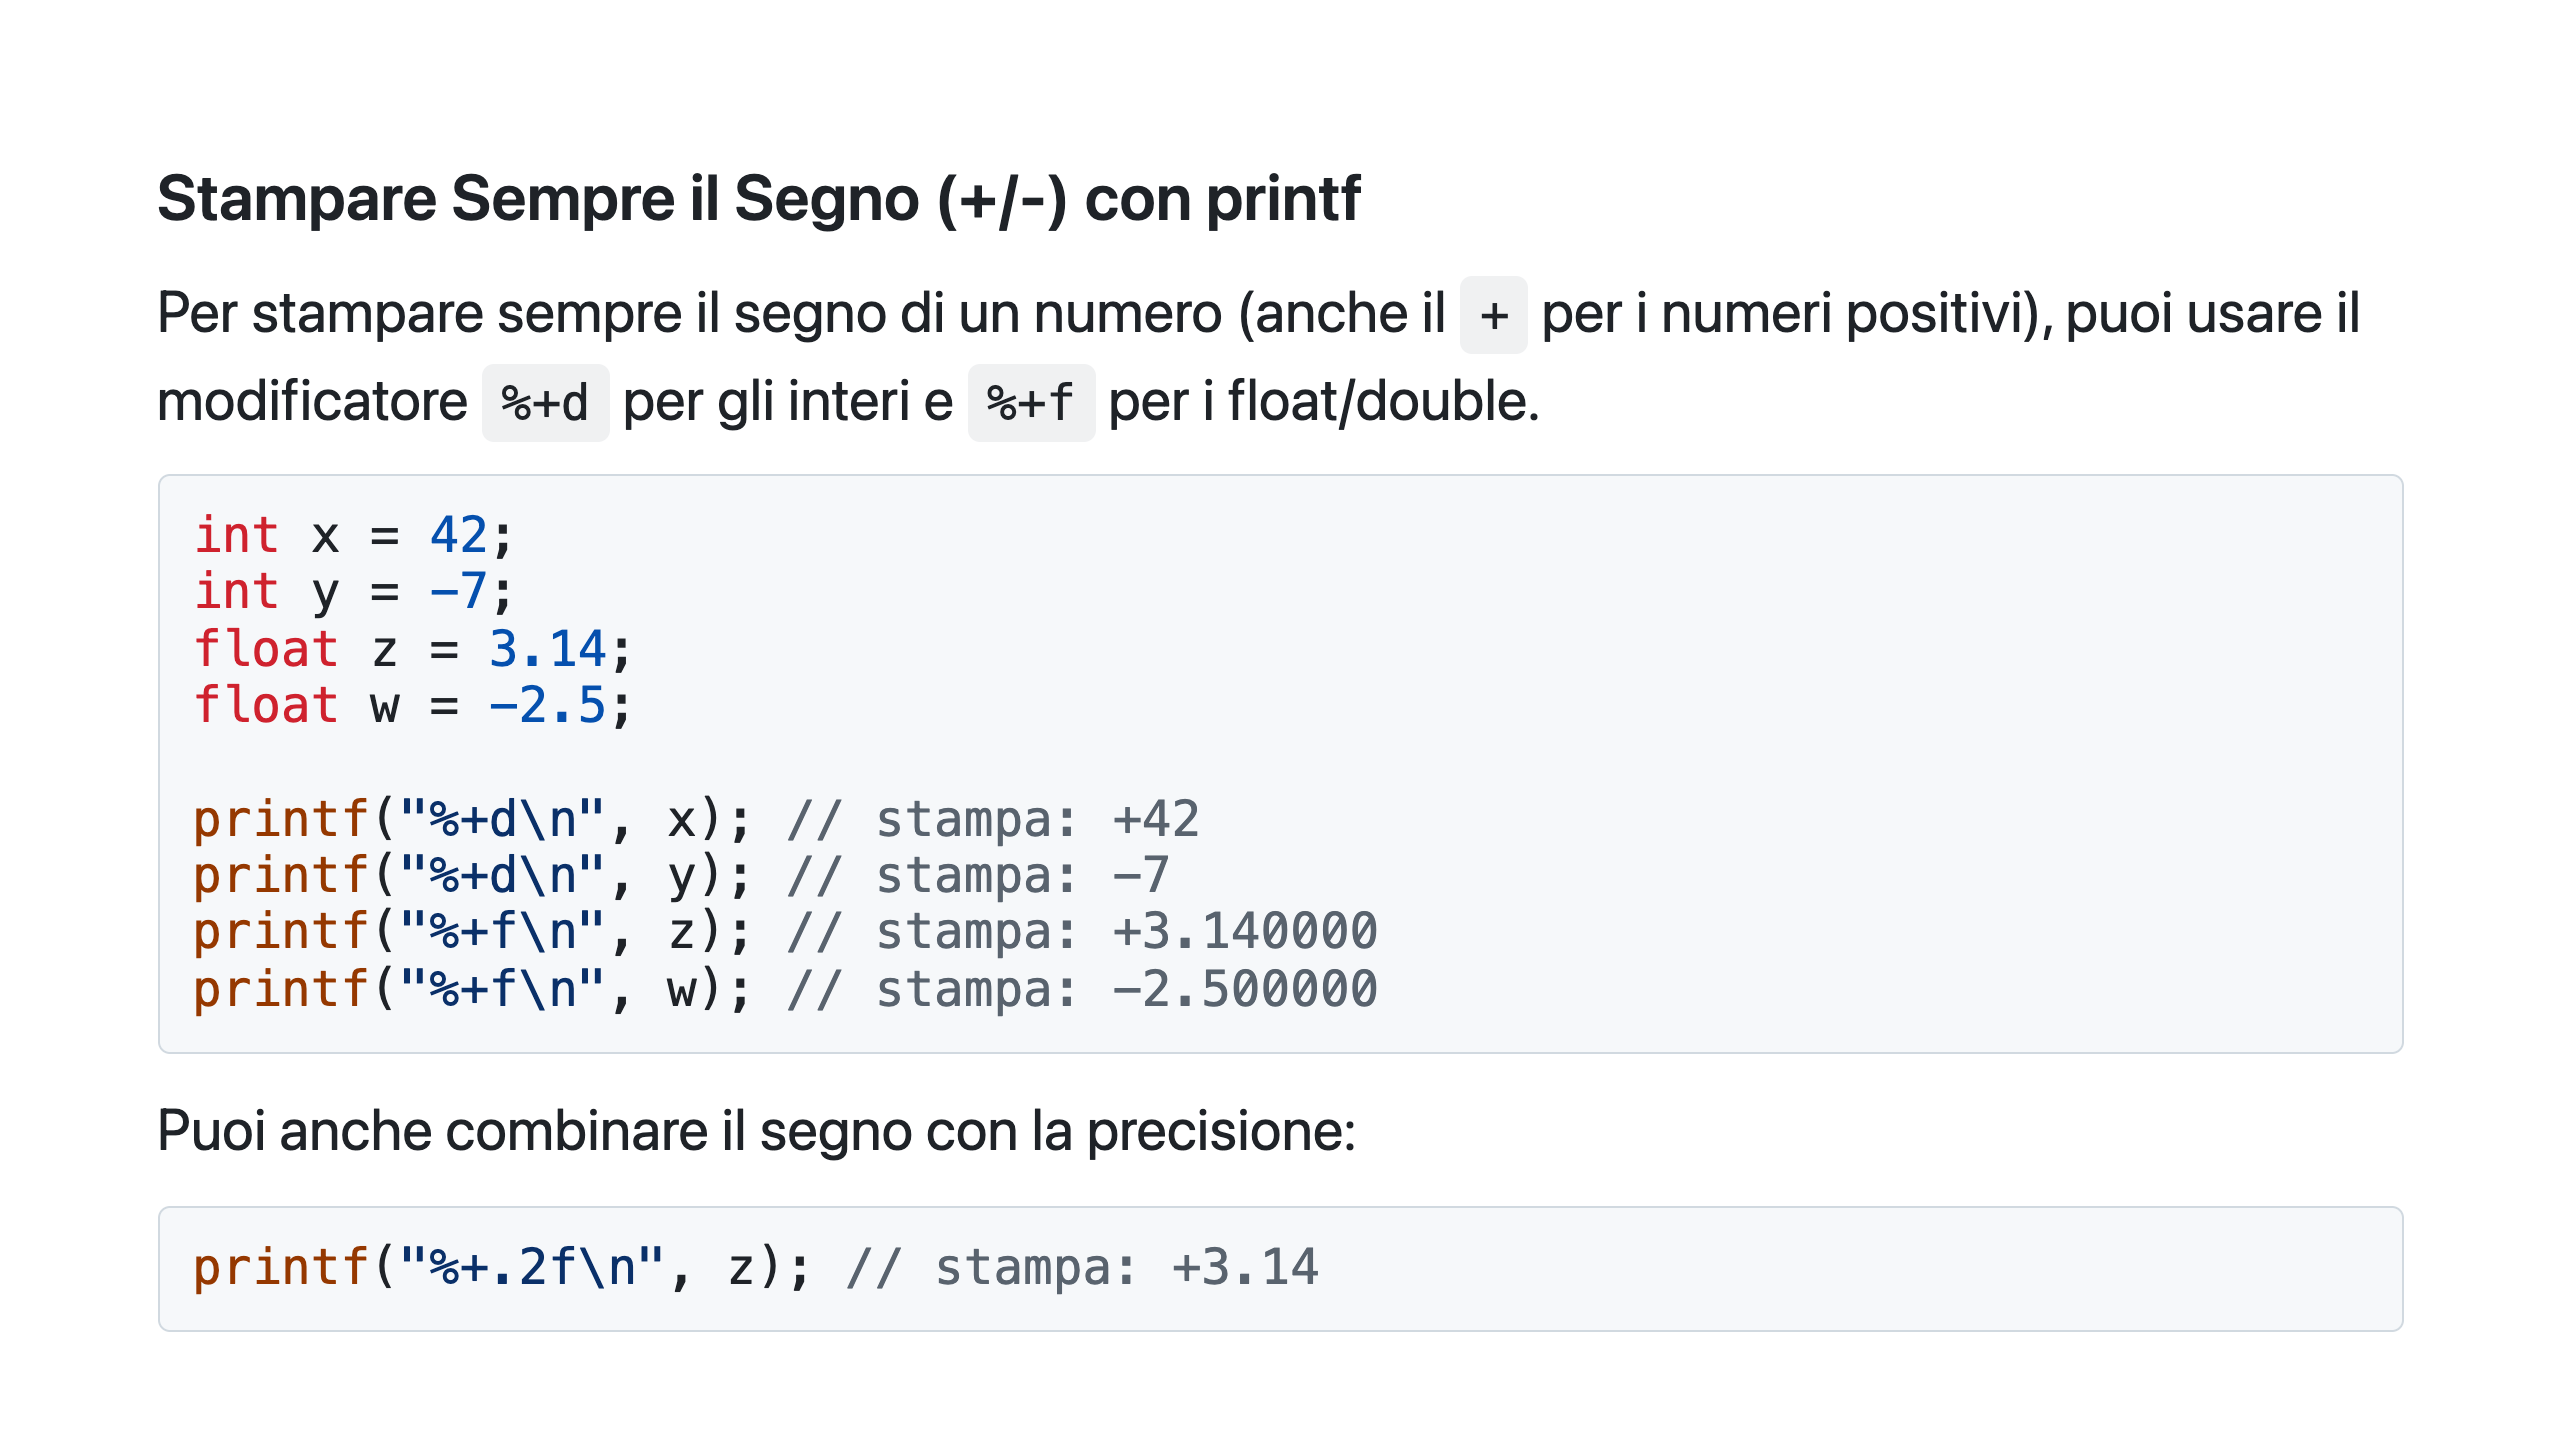 Stampare Sempre il Segno (+/-) con printf
Per stampare sempre il segno di un numero (anche il + per i numeri positivi), puoi usare il
modificatore %+d per gli interi e %+f per i float/double.
int x = 42;
int y = -7;
float z = 3.14;
float w = -2.5;
printf("%+d\n", x); // stampa: +42
printf("%+d\n", y); // stampa: -7
printf("%+f\n", z); // stampa: +3.140000
printf("%+f\n", w); // stampa: -2.500000
Puoi anche combinare il segno con la precisione:
printf("%+.2f\n", z); // stampa: +3.14